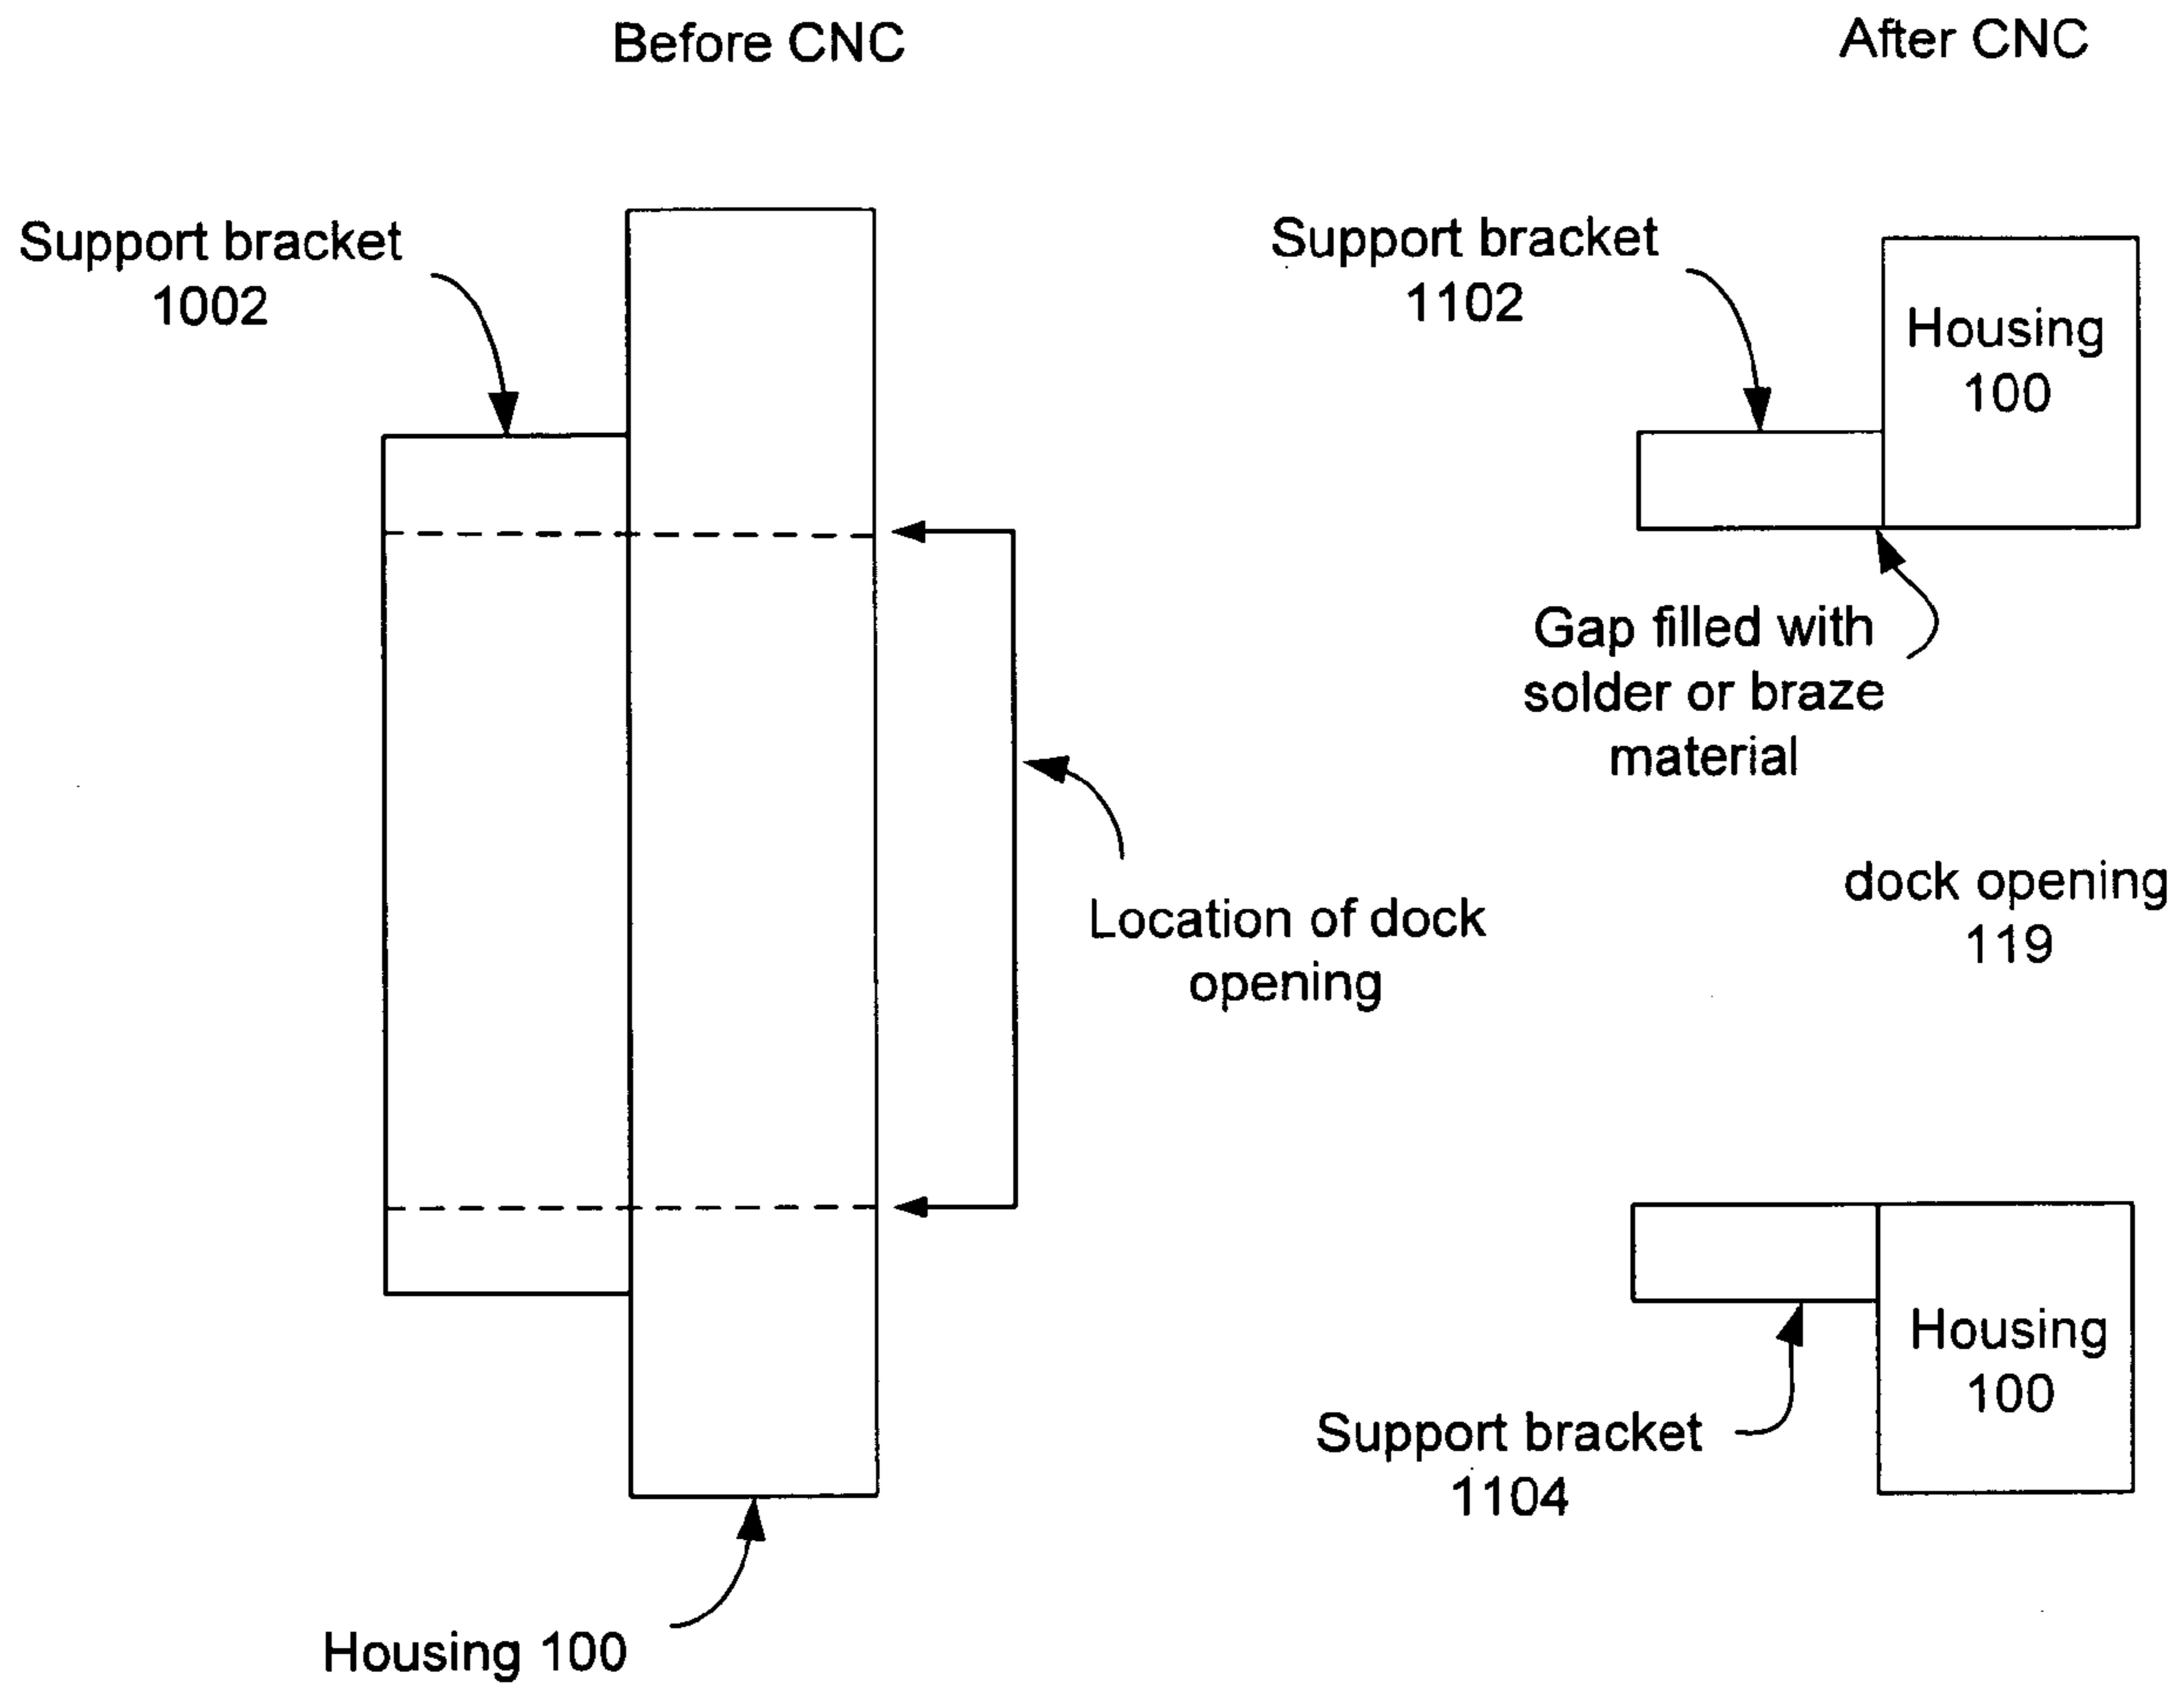 Before CNC
After CNC
Support bracket
1002
Support bracket
1102
Housing
100
Gap filled with
solder or braze
material
Location of dock
opening
dock opening
119
Housing
100
Support bracket
1104
Housing 100